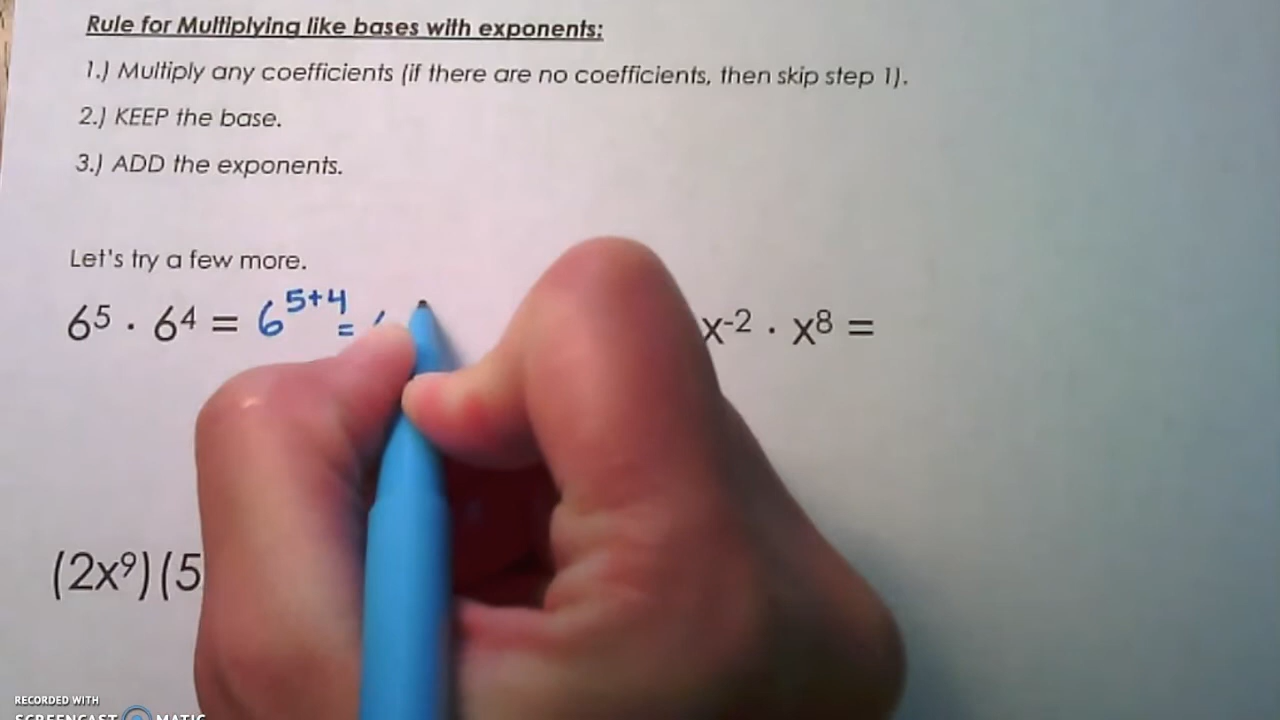 Rule for Multiplying like bases with exponents:
1.) Multiply any coefficients (if there are no coefficients, then skip step 1).
2.) KEEP the base.
3.) ADD the exponents.
Let's try a few more.
6⁵ · 6⁴ = 6⁵⁺⁴ =
x⁻² · x⁸ =
(2x⁹)(5
RECORDED WITH
SCREENCAST MATIC